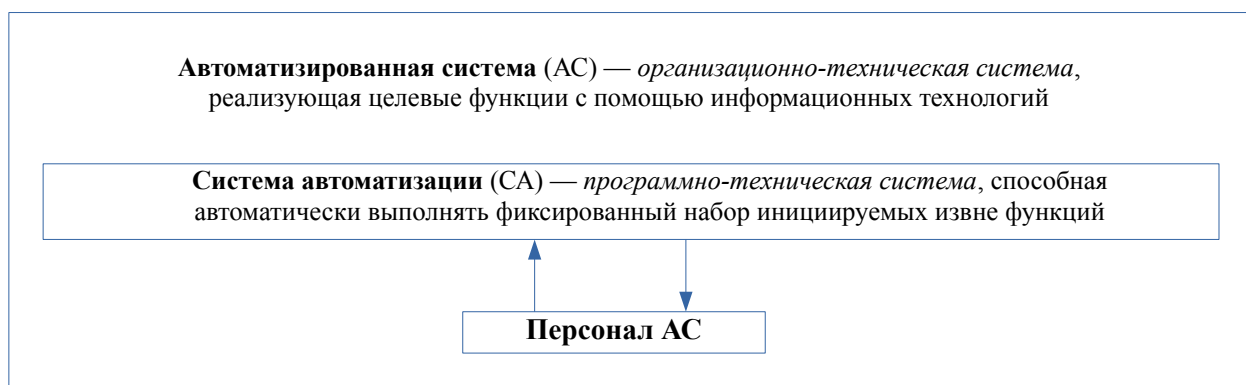 Автоматизированная система (АС) — организационно-техническая система,
реализующая целевые функции с помощью информационных технологий
Система автоматизации (СА) — программно-техническая система, способная
автоматически выполнять фиксированный набор инициируемых извне функций
Персонал АС